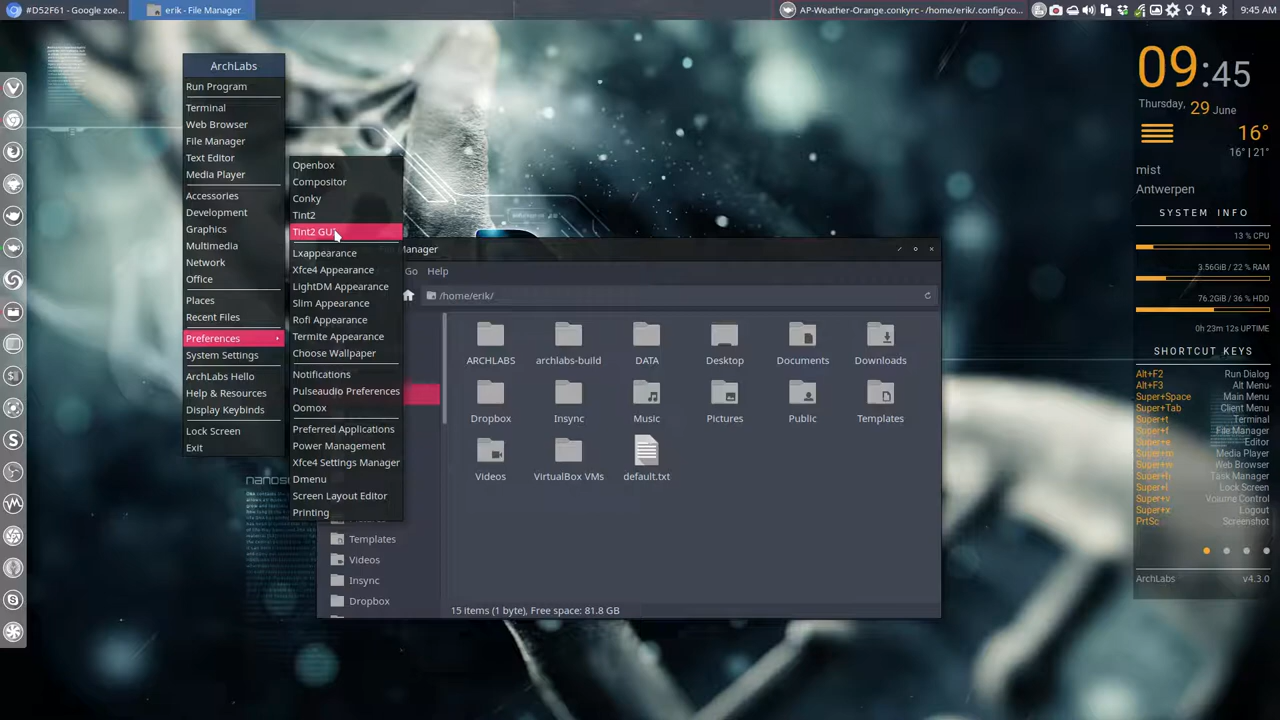 #D52F61 - Google zoe...
erik - File Manager
AP-Weather-Orange.conkyrc - /home/erik/.config/co...
9:45 AM
ArchLabs
Run Program
Terminal
Web Browser
File Manager
Text Editor
Media Player
Accessories
Development
Graphics
Multimedia
Network
Office
Places
Recent Files
Preferences
System Settings
ArchLabs Hello
Help & Resources
Display Keybinds
Lock Screen
Exit
Openbox
Compositor
Conky
Tint2
Tint2 GUI
Lxappearance
Xfce4 Appearance
LightDM Appearance
Slim Appearance
Rofi Appearance
Termite Appearance
Choose Wallpaper
Notifications
Pulseaudio Preferences
Oomox
Preferred Applications
Power Management
Xfce4 Settings Manager
Dmenu
Screen Layout Editor
Printing
Manager
Go Help
/home/erik/
ARCHLABS
archlabs-build
DATA
Desktop
Documents
Downloads
Dropbox
Insync
Music
Pictures
Public
Templates
Videos
VirtualBox VMs
default.txt
Templates
Videos
Insync
Dropbox
15 items (1 byte), Free space: 81.8 GB
09:45
Thursday, 29 June
16°
16° | 21°
mist
Antwerpen
SYSTEM INFO
13 % CPU
3.56GiB / 22 % RAM
76.2GiB / 36 % HDD
0h 23m 12s UPTIME
SHORTCUT KEYS
Alt+F2 Run Dialog
Alt+F3 Alt Menu
Super+Space Main Menu
Super+Tab Client Menu
Super+t Terminal
Super+f File Manager
Super+e Editor
Super+m Media Player
Super+w Web Browser
Task Manager
Super+l Lock Screen
Super+v Volume Control
Super+x Logout
PrtSc Screenshot
ArchLabs v4.3.0